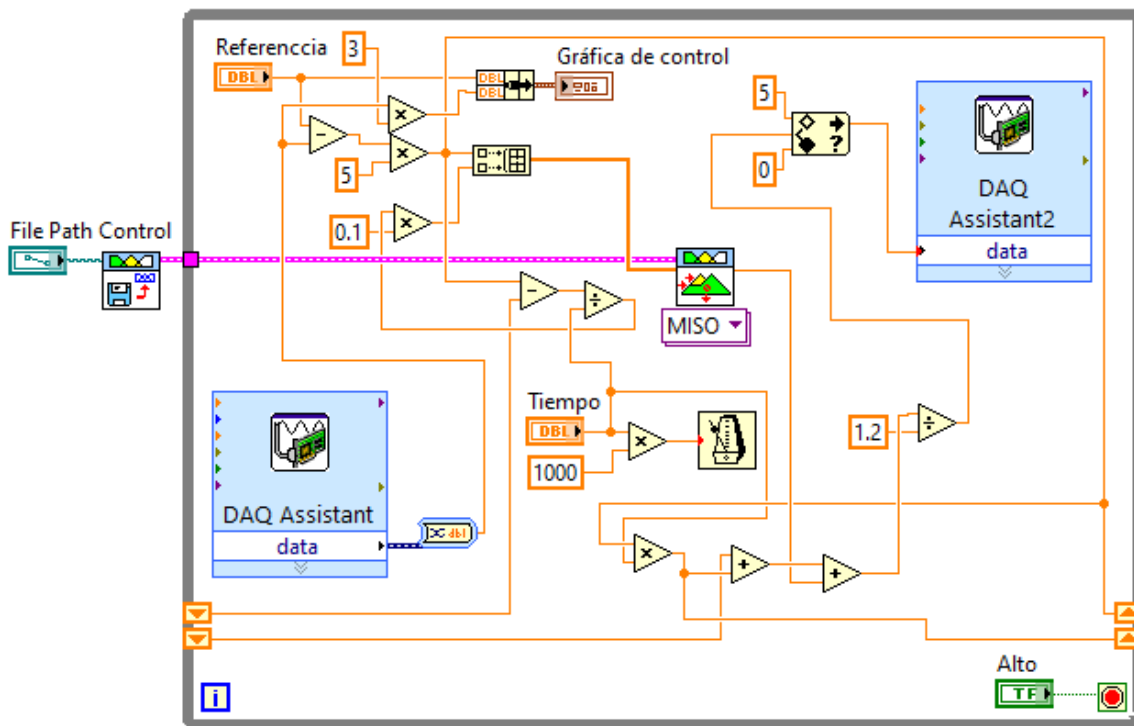 Referenccia
3
DBL
DBL
DBL
Gráfica de control
5
0
?
DAQ
Assistant2
data
5
0.1
File Path Control
MISO
Tiempo
DBL
1000
1.2
DAQ Assistant
data
dbl
i
Alto
TF